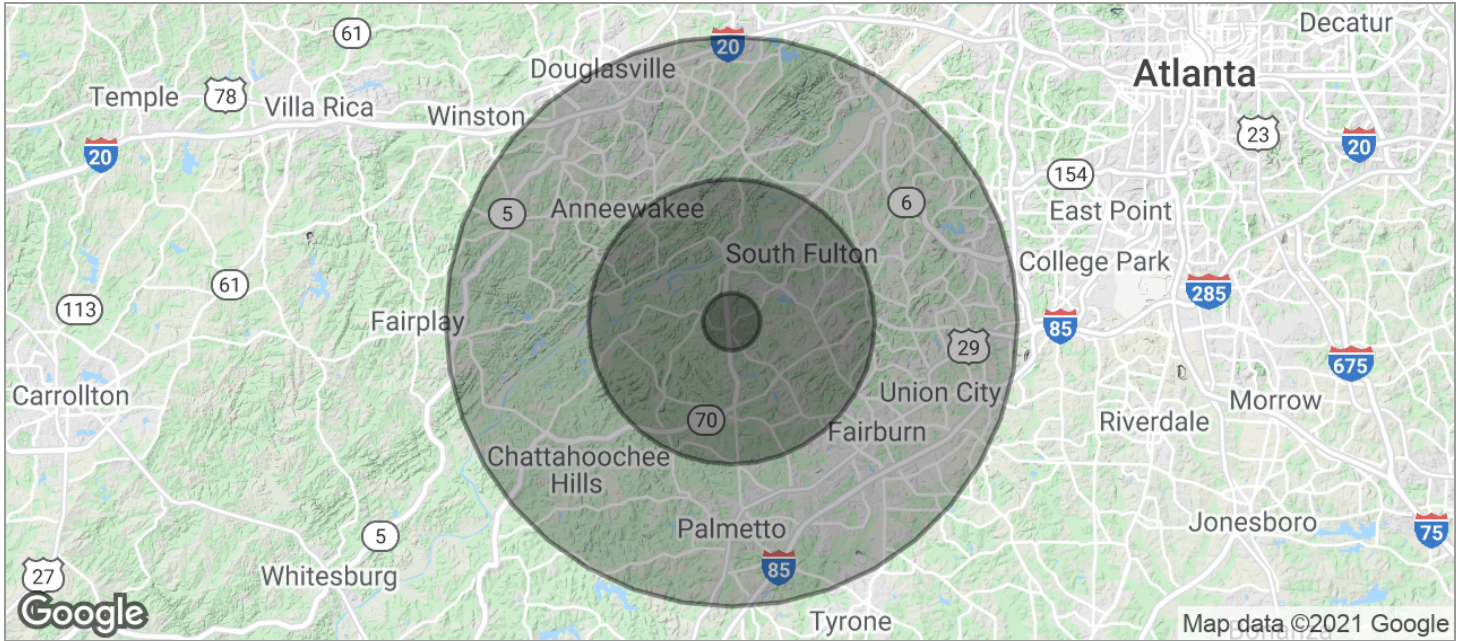 Decatur
61
20
Douglasville
Atlanta
Temple
78
Villa Rica
Winston
23
20
20
154
6
5
Anneewakee
East Point
South Fulton
College Park
61
285
113
Fairplay
85
29
675
Carrollton
Union City
Morrow
70
Riverdale
Fairburn
Chattahoochee
Hills
Palmetto
Jonesboro
75
5
85
27
Whitesburg
Google
Tyrone
Map data ©2021 Google